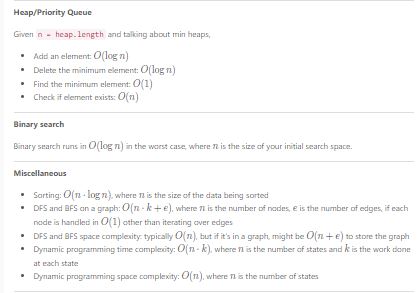 Heap/Priority Queue
Given n = heap.length and talking about min heaps,
• Add an element: O(log n)
• Delete the minimum element: O(log n)
• Find the minimum element: O(1)
• Check if element exists: O(n)
Binary search
Binary search runs in O(log n) in the worst case, where n is the size of your initial search space.
Miscellaneous
• Sorting: O(n · log n), where n is the size of the data being sorted
• DFS and BFS on a graph: O(n · k + e), where n is the number of nodes, e is the number of edges, if each
node is handled in O(1) other than iterating over edges
• DFS and BFS space complexity: typically O(n), but if it's in a graph, might be O(n + e) to store the graph
• Dynamic programming time complexity: O(n · k), where n is the number of states and k is the work done
at each state
• Dynamic programming space complexity: O(n), where n is the number of states